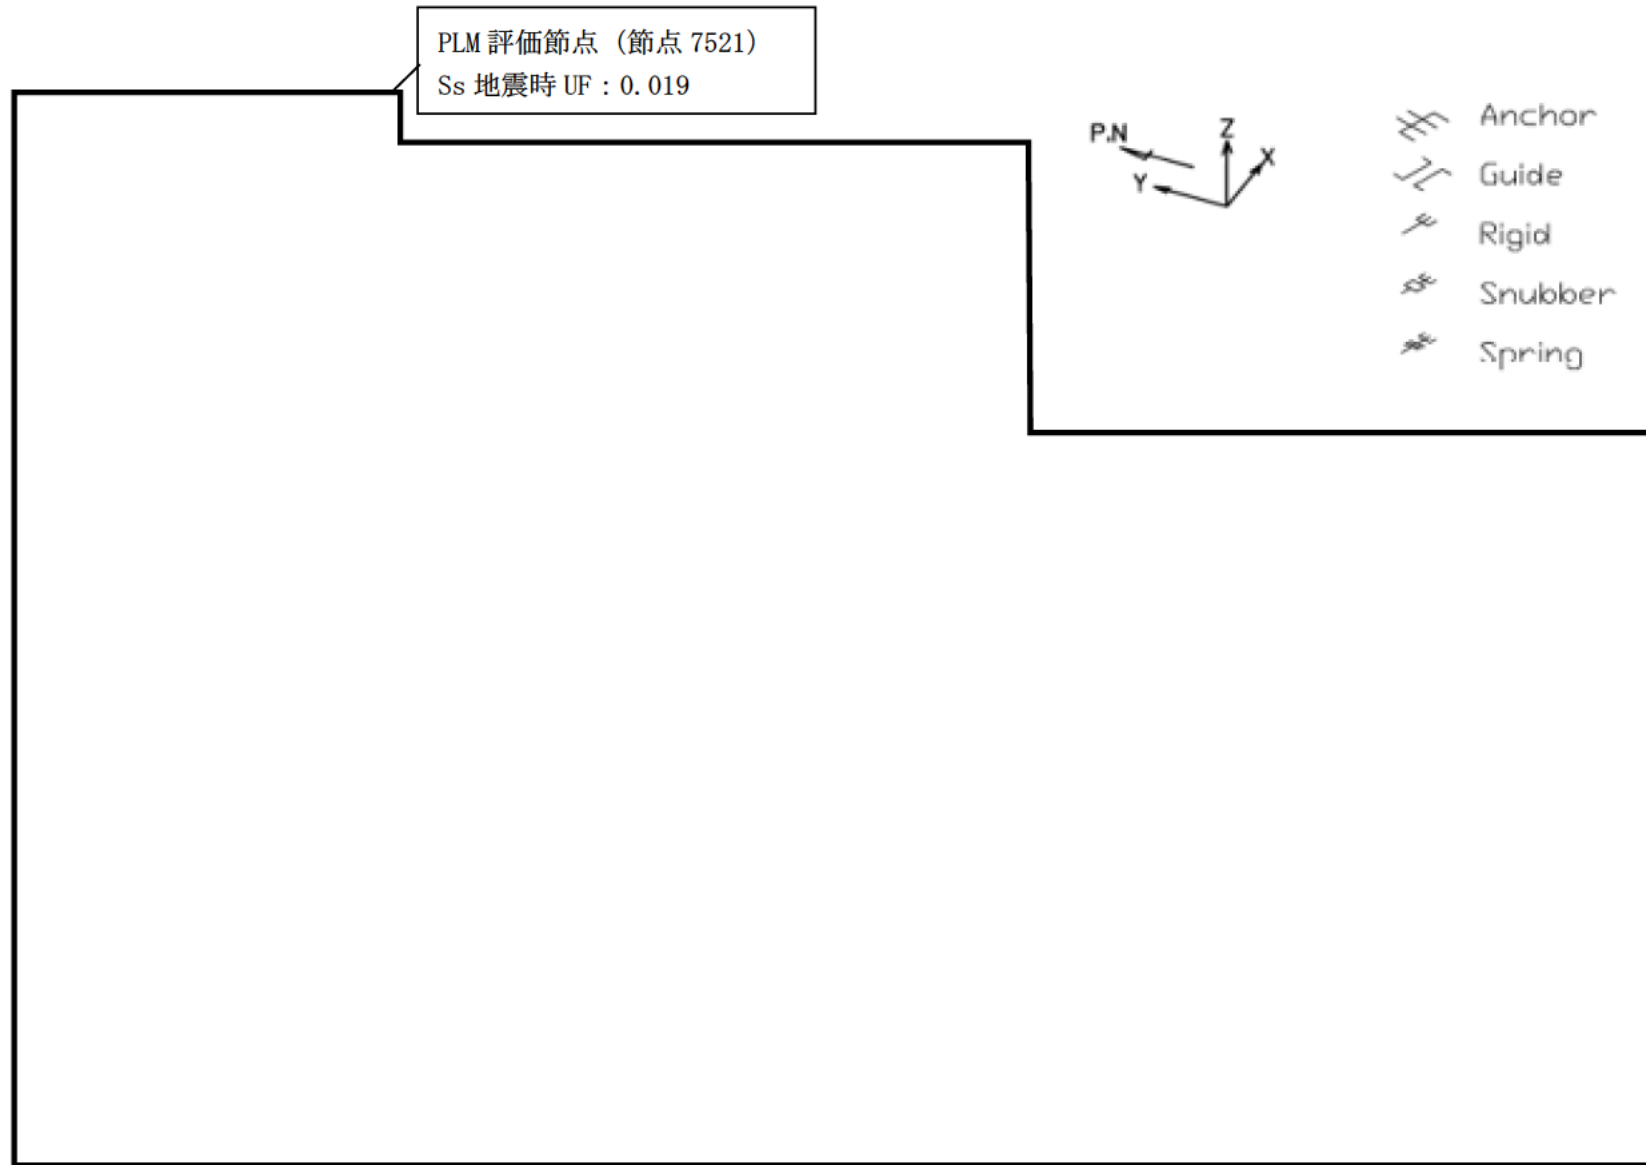 PLM 評価節点（節点 7521）
Ss 地震時 UF：0.019
P.N
Z
X
Y
Anchor
Guide
Rigid
Snubber
Spring